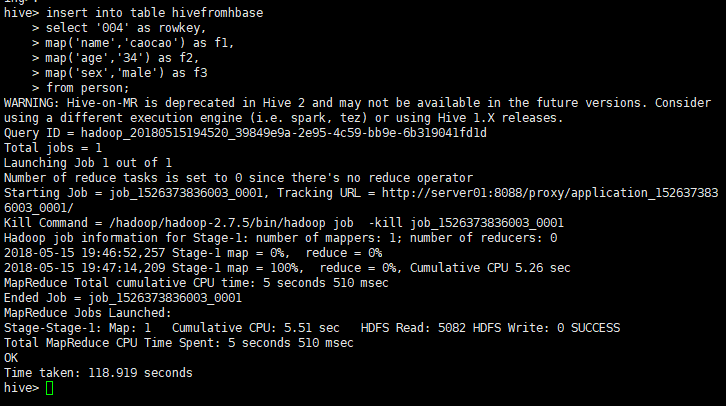 hive> insert into table hivefromhbase
    > select '004' as rowkey,
    > map('name','caocao') as f1,
    > map('age','34') as f2,
    > map('sex','male') as f3
    > from person;
WARNING: Hive-on-MR is deprecated in Hive 2 and may not be available in the future versions. Consider
using a different execution engine (i.e. spark, tez) or using Hive 1.X releases.
Query ID = hadoop_20180515194520_39849e9a-2e95-4c59-bb9e-6b319041fd1d
Total jobs = 1
Launching Job 1 out of 1
Number of reduce tasks is set to 0 since there's no reduce operator
Starting Job = job_1526373836003_0001, Tracking URL = http://server01:8088/proxy/application_152637383
6003_0001/
Kill Command = /hadoop/hadoop-2.7.5/bin/hadoop job  -kill job_1526373836003_0001
Hadoop job information for Stage-1: number of mappers: 1; number of reducers: 0
2018-05-15 19:46:52,257 Stage-1 map = 0%,  reduce = 0%
2018-05-15 19:47:14,209 Stage-1 map = 100%,  reduce = 0%, Cumulative CPU 5.26 sec
MapReduce Total cumulative CPU time: 5 seconds 510 msec
Ended Job = job_1526373836003_0001
MapReduce Jobs Launched:
Stage-Stage-1: Map: 1   Cumulative CPU: 5.51 sec   HDFS Read: 5082 HDFS Write: 0 SUCCESS
Total MapReduce CPU Time Spent: 5 seconds 510 msec
OK
Time taken: 118.919 seconds
hive>